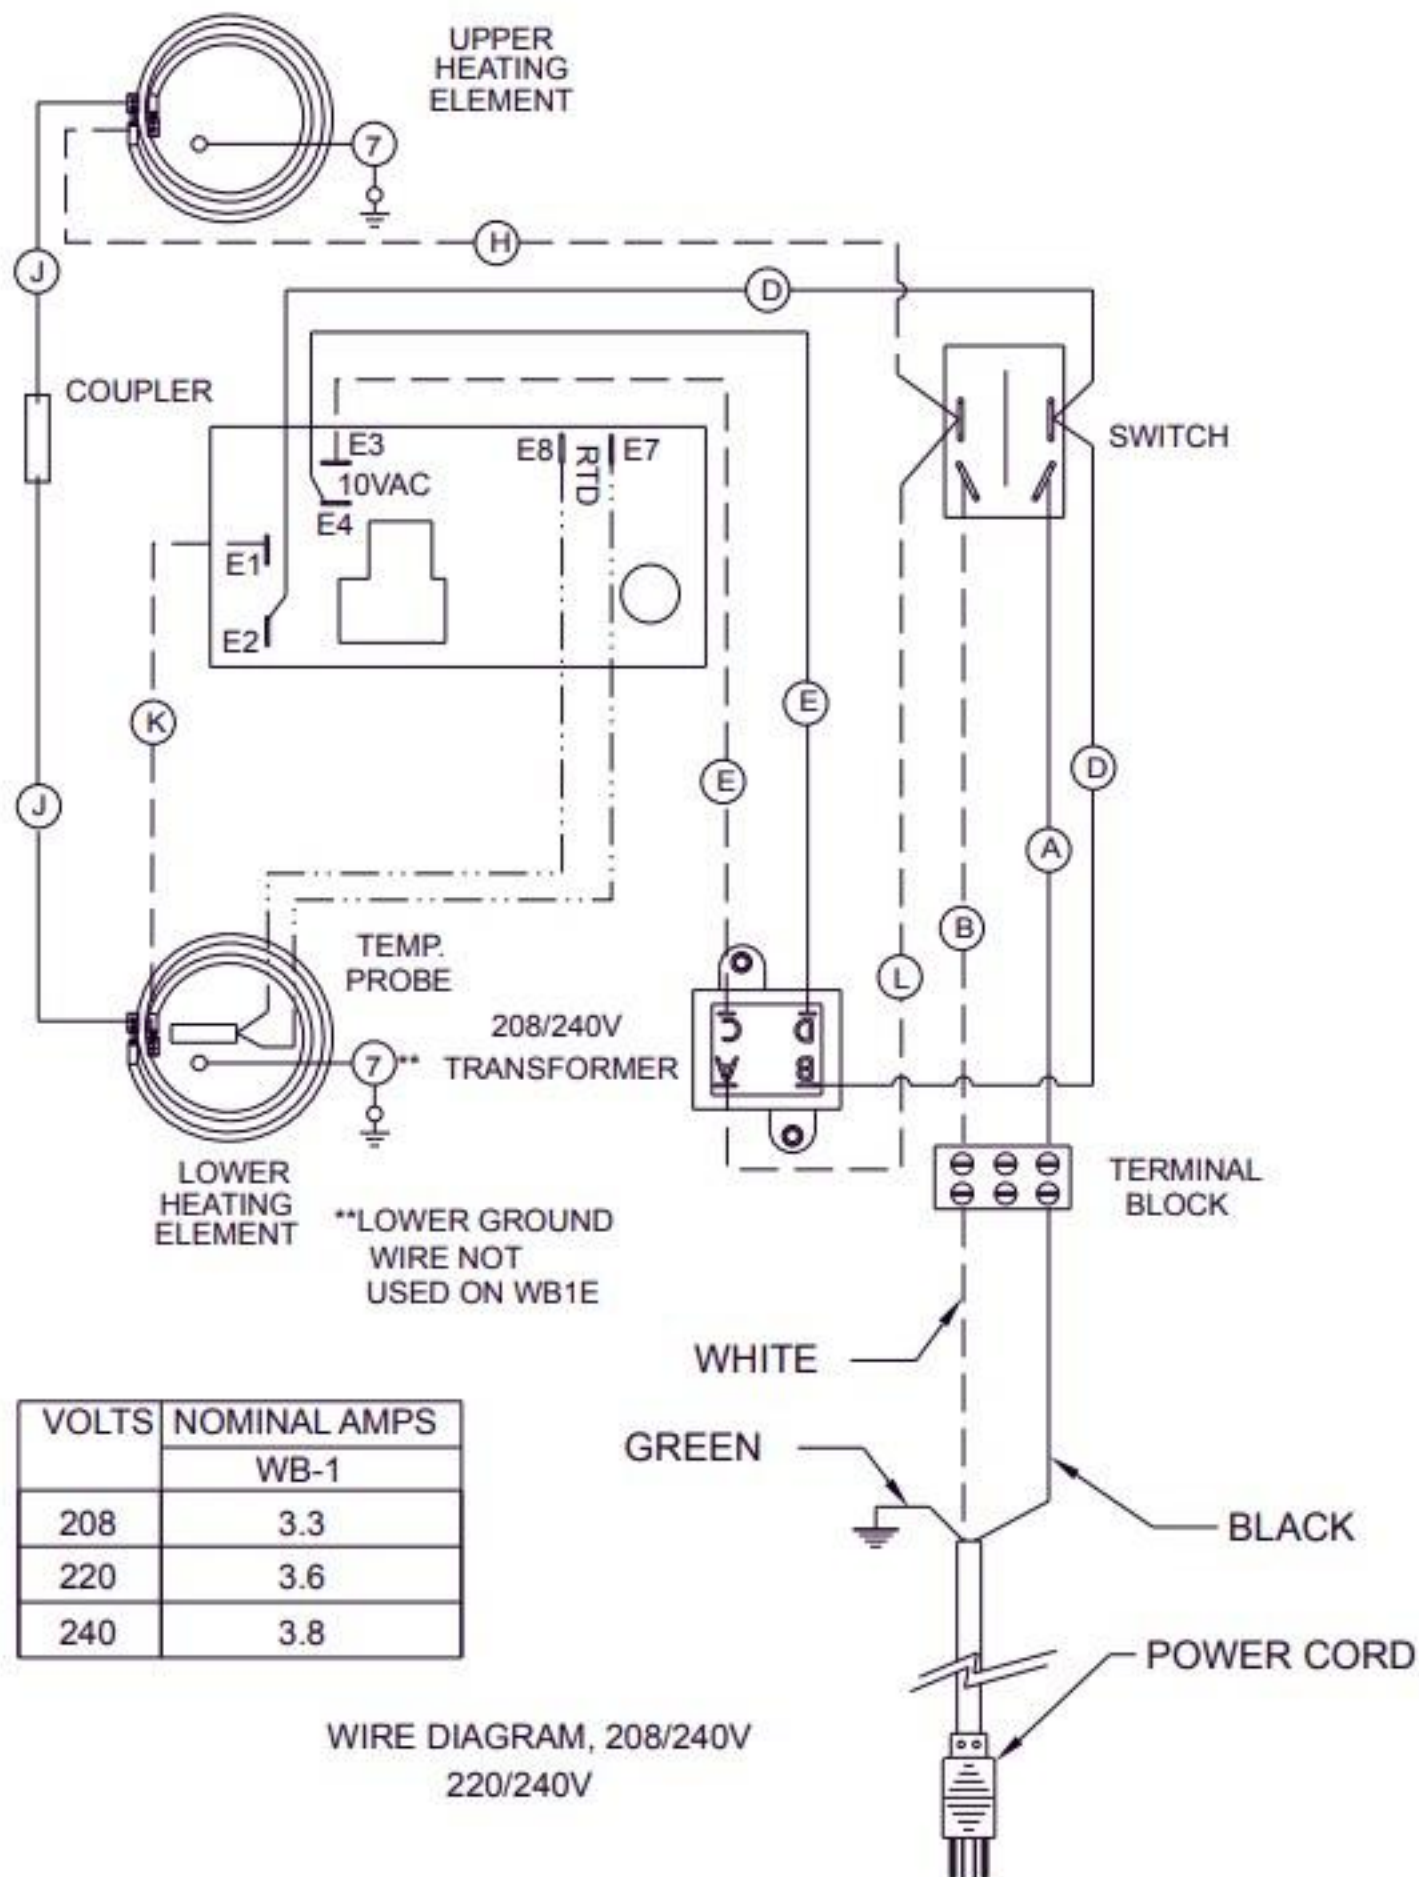 UPPER
HEATING
ELEMENT
7
H
J
D
COUPLER
SWITCH
E3
10VAC
E4
E8
RTD
E7
E1
E2
K
E
E
D
J
A
B
L
TEMP.
PROBE
208/240V
TRANSFORMER
C
D
A
B
7
**
LOWER
HEATING
ELEMENT
**LOWER GROUND
WIRE NOT
USED ON WB1E
TERMINAL
BLOCK
WHITE
GREEN
BLACK
POWER CORD
VOLTS NOMINAL AMPS
WB-1
208 3.3
220 3.6
240 3.8
WIRE DIAGRAM, 208/240V
220/240V